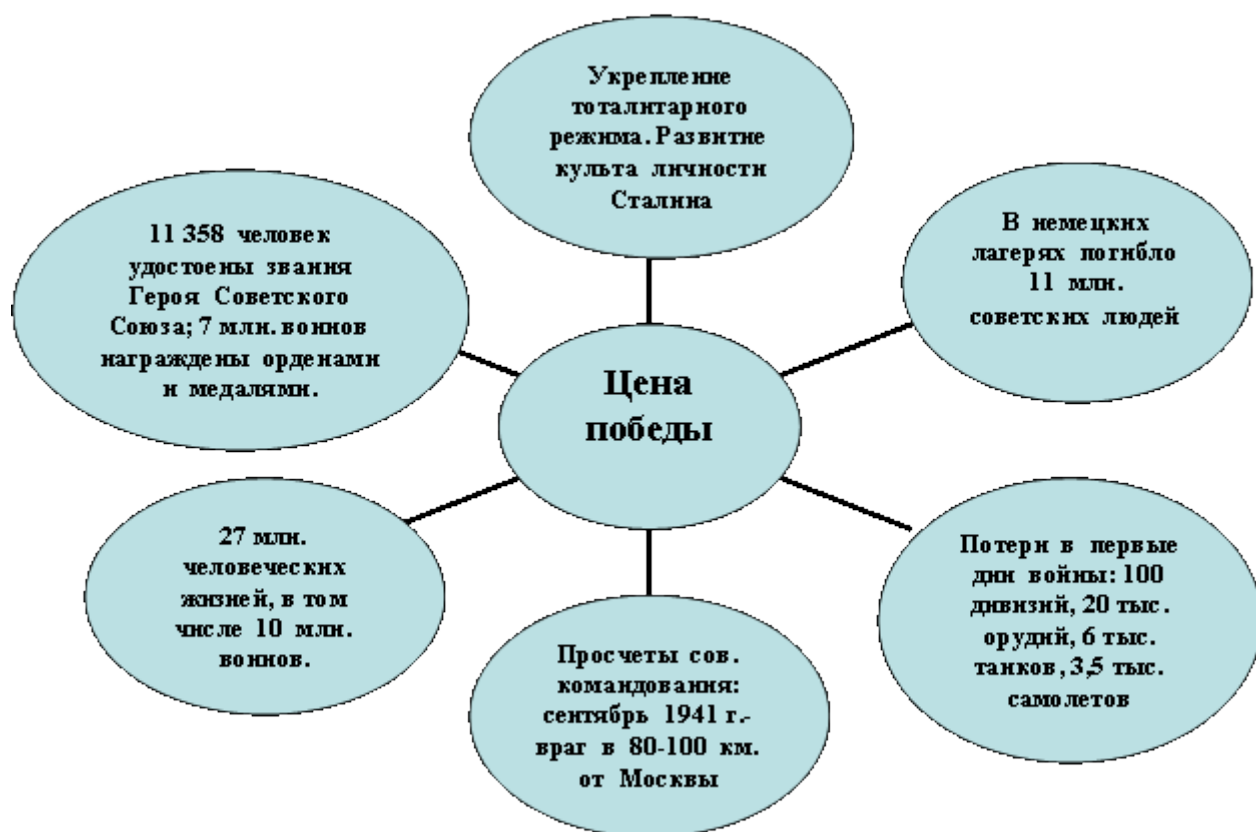 Укрепление
тоталитарного
режима. Развитие
культа личности
Сталина
11 358 человек
удостоены звания
Героя Советского
Союза; 7 млн. воинов
награждены орденами
и медалями.
В немецких
лагерях погибло
11 млн.
советских людей
Цена
победы
27 млн.
человеческих
жизней, в том
числе 10 млн.
воинов.
Просчеты сов.
командования:
сентябрь 1941 г.-
враг в 80-100 км.
от Москвы
Потери в первые
дни войны: 100
дивизий, 20 тыс.
орудий, 6 тыс.
танков, 3,5 тыс.
самолетов